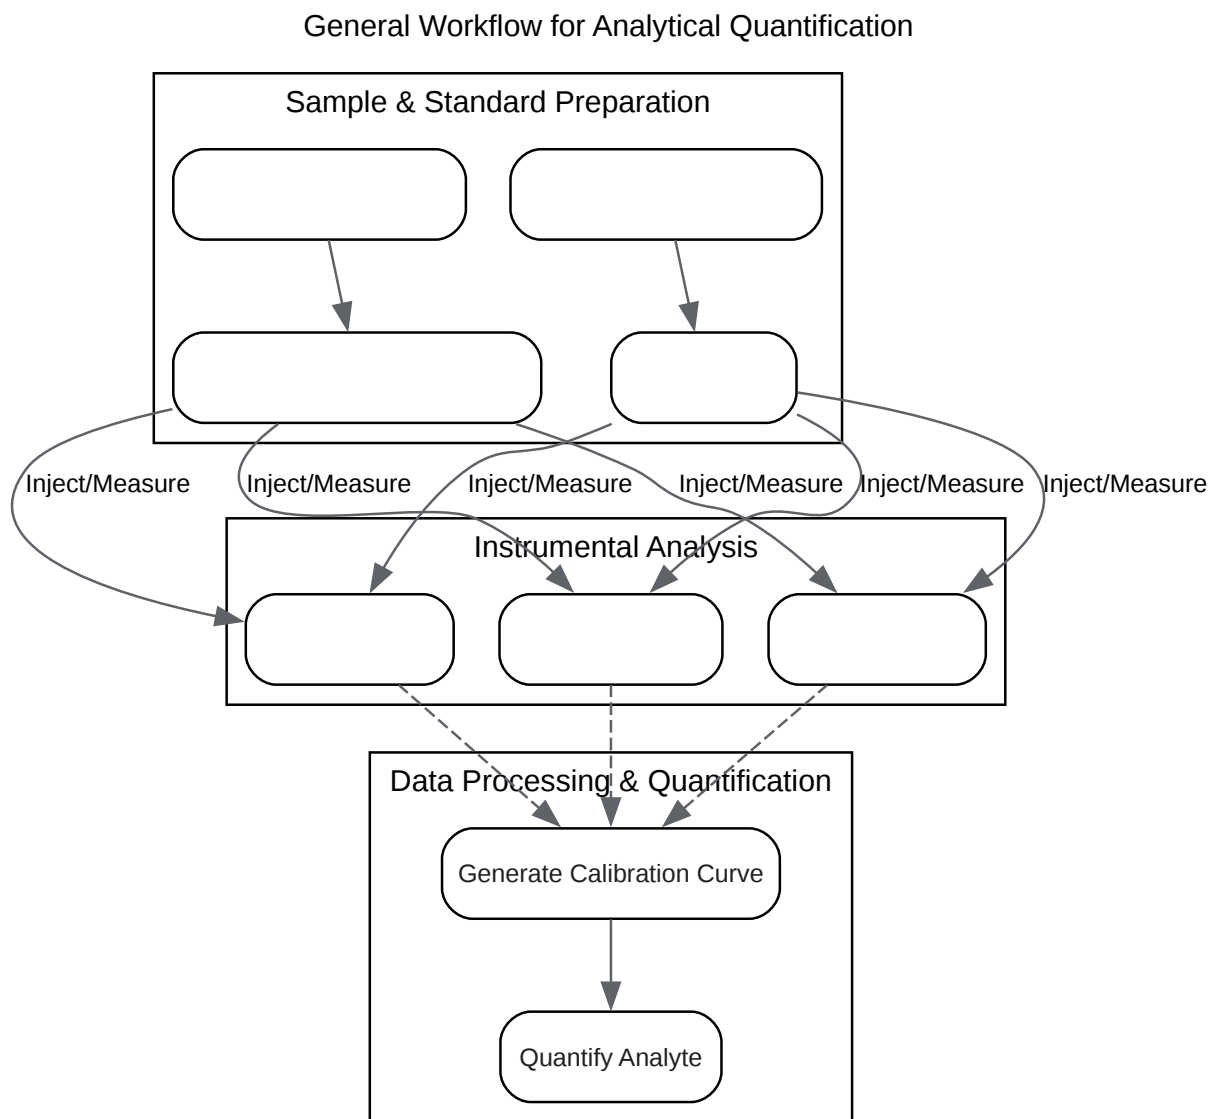 General Workflow for Analytical Quantification
Sample & Standard Preparation
Inject/Measure
Inject/Measure
Inject/Measure
Inject/Measure
Inject/Measure
Inject/Measure
Instrumental Analysis
Data Processing & Quantification
Generate Calibration Curve
Quantify Analyte